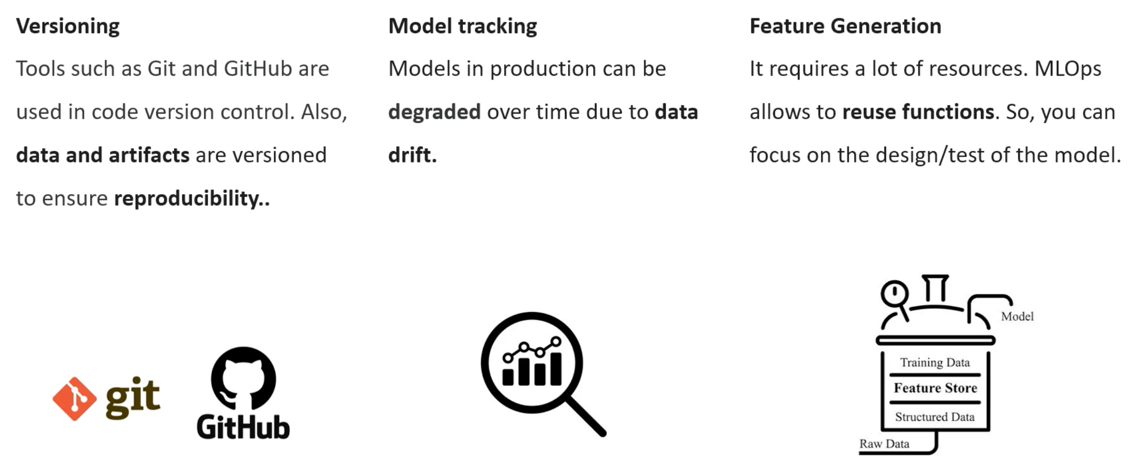 Versioning
Tools such as Git and GitHub are
used in code version control. Also,
data and artifacts are versioned
to ensure reproducibility..
Model tracking
Models in production can be
degraded over time due to data
drift.
Feature Generation
It requires a lot of resources. MLOps
allows to reuse functions. So, you can
focus on the design/test of the model.
git
GitHub
Model
Training Data
Feature Store
Structured Data
Raw Data